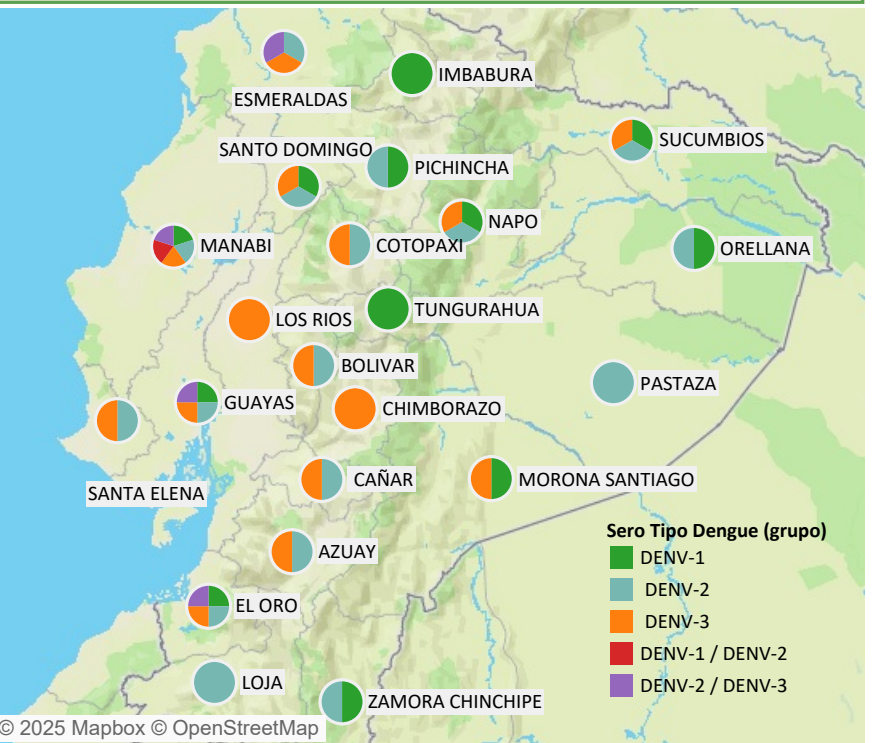 IMBABURA
ESMERALDAS
SUCUMBIOS
SANTO DOMINGO
PICHINCHA
NAPO
MANABI
COTOPAXI
ORELLANA
TUNGURAHUA
LOS RIOS
BOLIVAR
PASTAZA
GUAYAS
CHIMBORAZO
CAÑAR
MORONA SANTIAGO
SANTA ELENA
Sero Tipo Dengue (grupo)
DENV-1
DENV-2
DENV-3
DENV-1 / DENV-2
DENV-2 / DENV-3
AZUAY
EL ORO
LOJA
ZAMORA CHINCHIPE
© 2025 Mapbox © OpenStreetMap